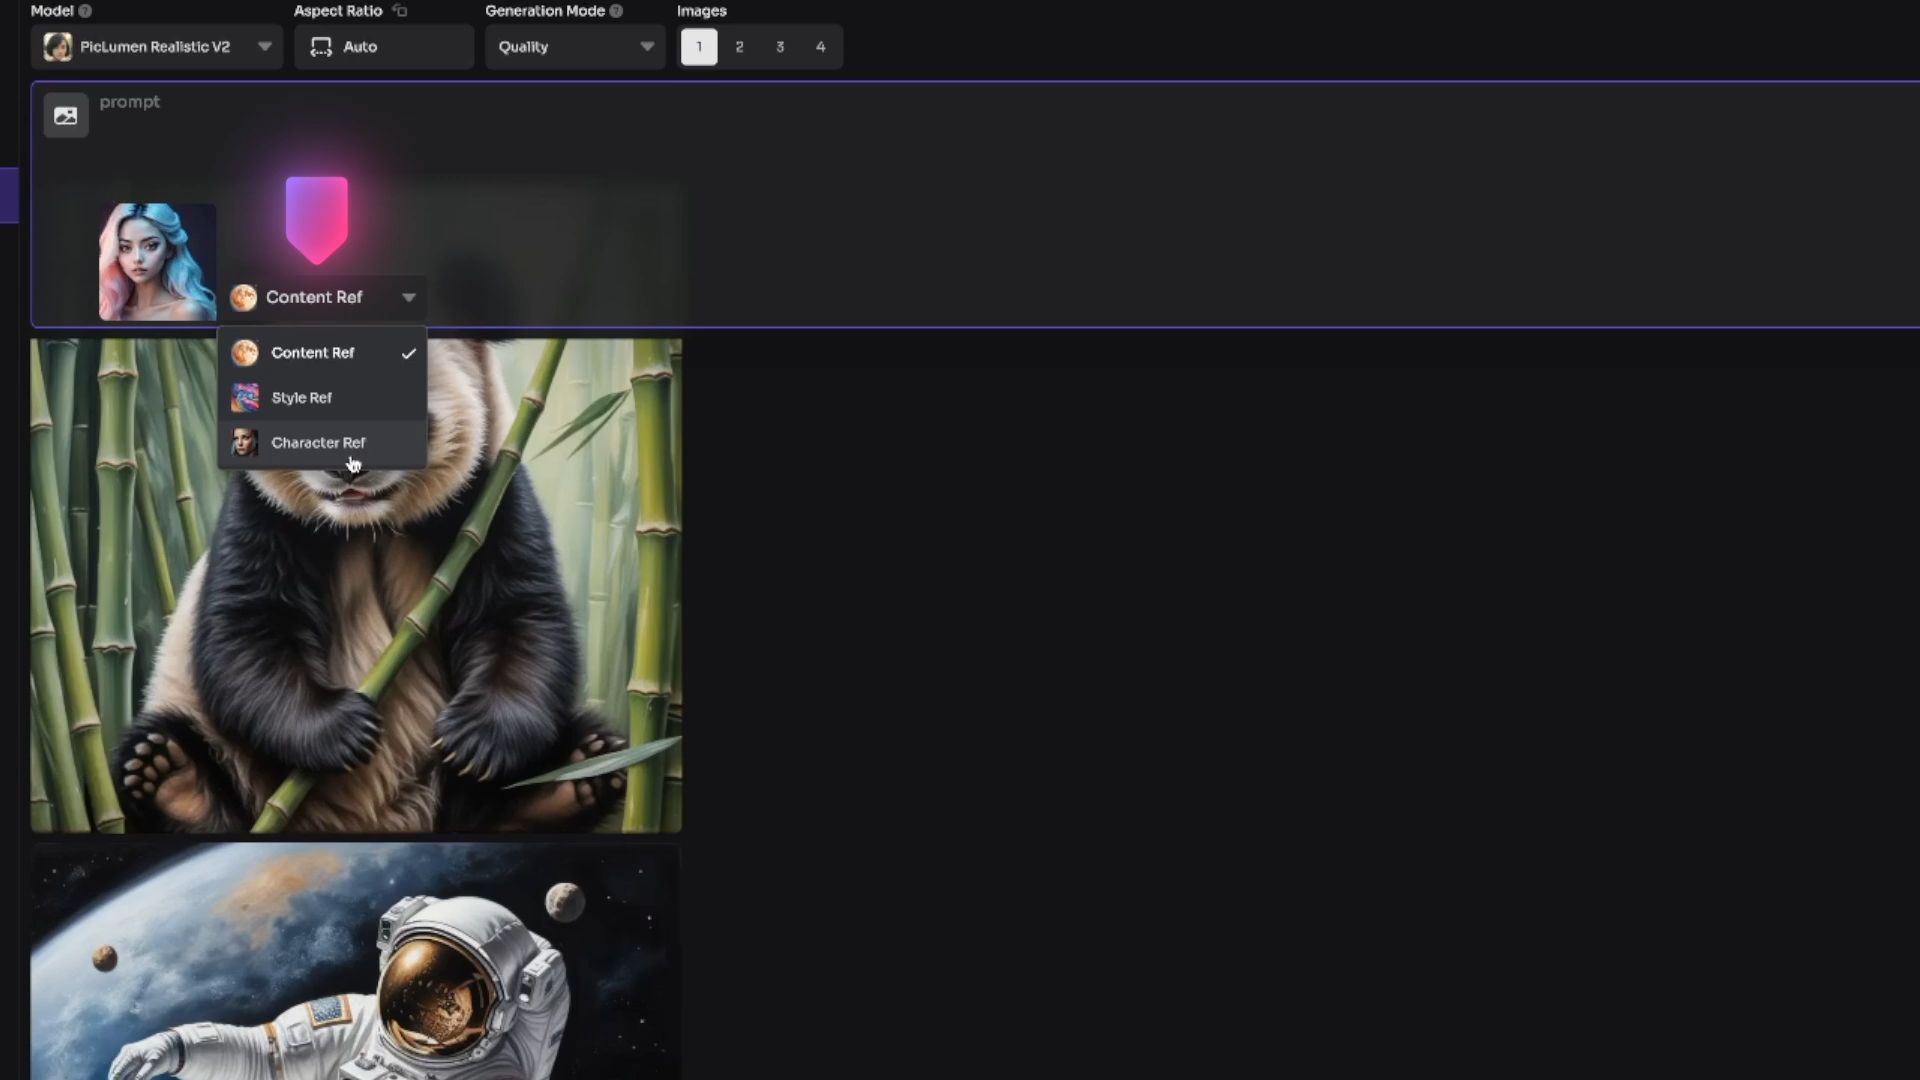 Model
Aspect Ratio
Generation Mode
Images
PicLumen Realistic V2
Auto
Quality
1 2 3 4
prompt
Content Ref
Content Ref
Style Ref
Character Ref